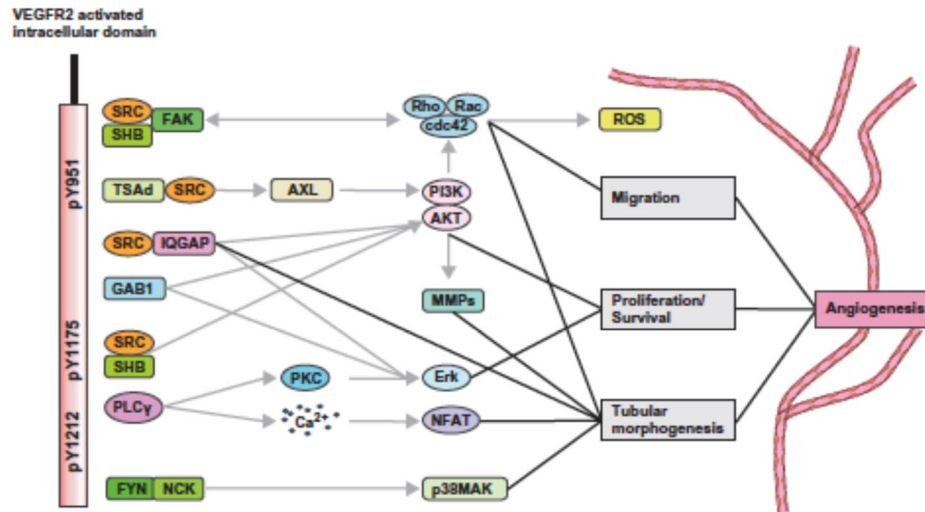 VEGFR2 activated
intracellular domain
pY951
pY1175
pY1212
SRC
FAK
SHB
Rho
Rac
cdc42
ROS
TSAd
SRC
AXL
PI3K
AKT
Migration
SRC
IQGAP
GAB1
MMPs
Proliferation/
Survival
Angiogenesis
SRC
SHB
PKC
Erk
PLCγ
Ca2+
NFAT
Tubular
morphogenesis
FYN
NCK
p38MAK